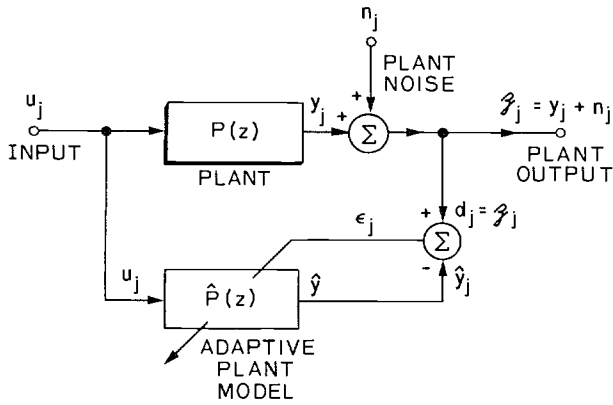 n_j
PLANT
NOISE
u_j
INPUT
P(z)
PLANT
y_j
+
+
Σ
𝓏_j = y_j + n_j
PLANT
OUTPUT
+
d_j = 𝓏_j
Σ
-
ϵ_j
u_j
P̂(z)
ŷ
ŷ_j
ADAPTIVE
PLANT
MODEL